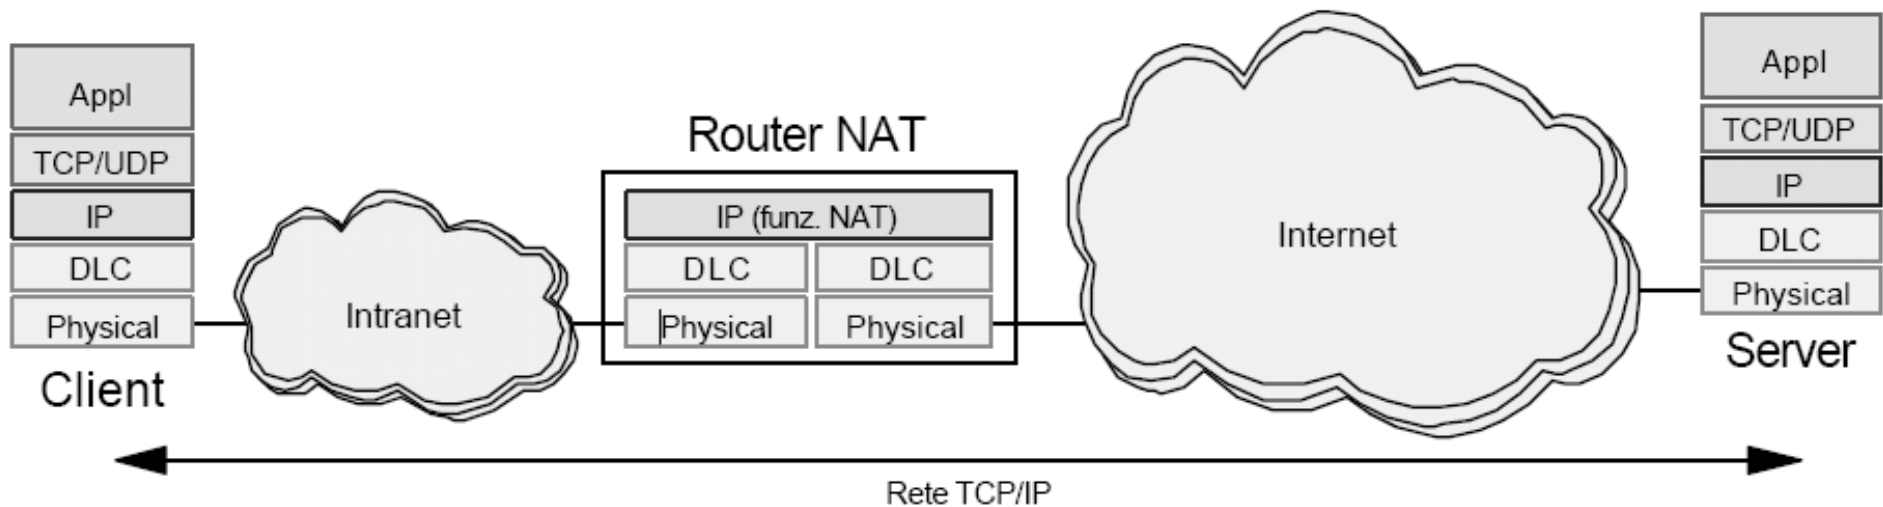 Appl
TCP/UDP
IP
DLC
Physical
Client
Intranet
Router NAT
IP (funz. NAT)
DLC DLC
Physical Physical
Internet
Appl
TCP/UDP
IP
DLC
Physical
Server
Rete TCP/IP